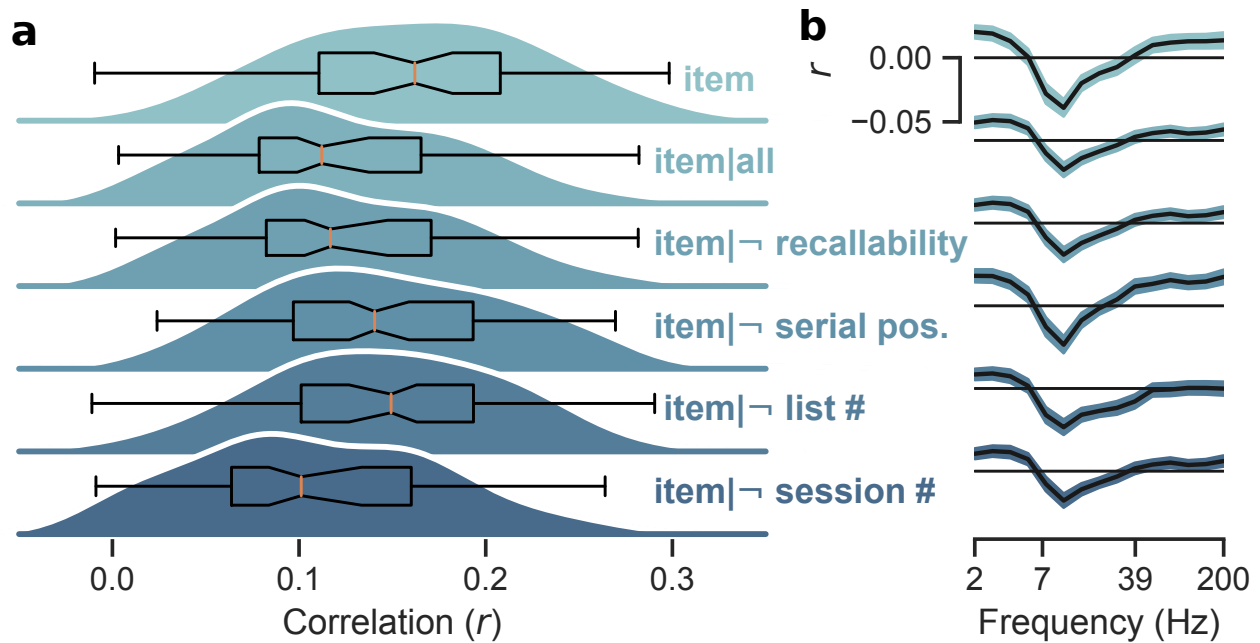 a
item
item|all
item|¬ recallability
item|¬ serial pos.
item|¬ list #
item|¬ session #
0.0 0.1 0.2 0.3
Correlation (r)
b
r
0.00
−0.05
2 7 39 200
Frequency (Hz)